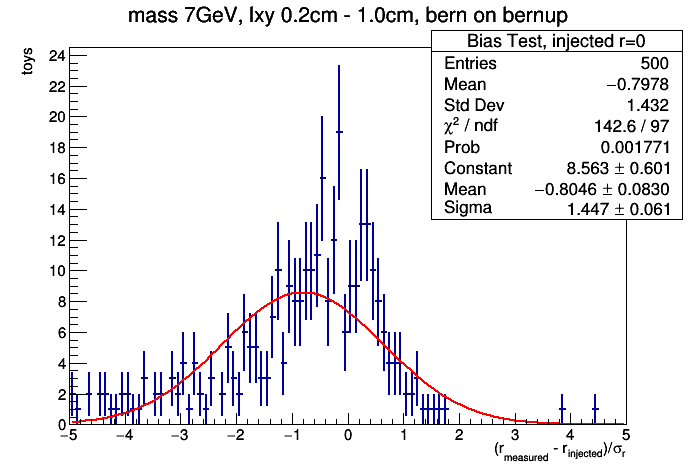 mass 7GeV, lxy 0.2cm - 1.0cm, bern on bernup
Bias Test, injected r=0
Entries 500
Mean −0.7978
Std Dev 1.432
χ² / ndf 142.6 / 97
Prob 0.001771
Constant 8.563 ± 0.601
Mean −0.8046 ± 0.0830
Sigma 1.447 ± 0.061
toys
24
22
20
18
16
14
12
10
8
6
4
2
0
−5 −4 −3 −2 −1 0 1 2 3 4 5
(r_measured - r_injected)/σ_r